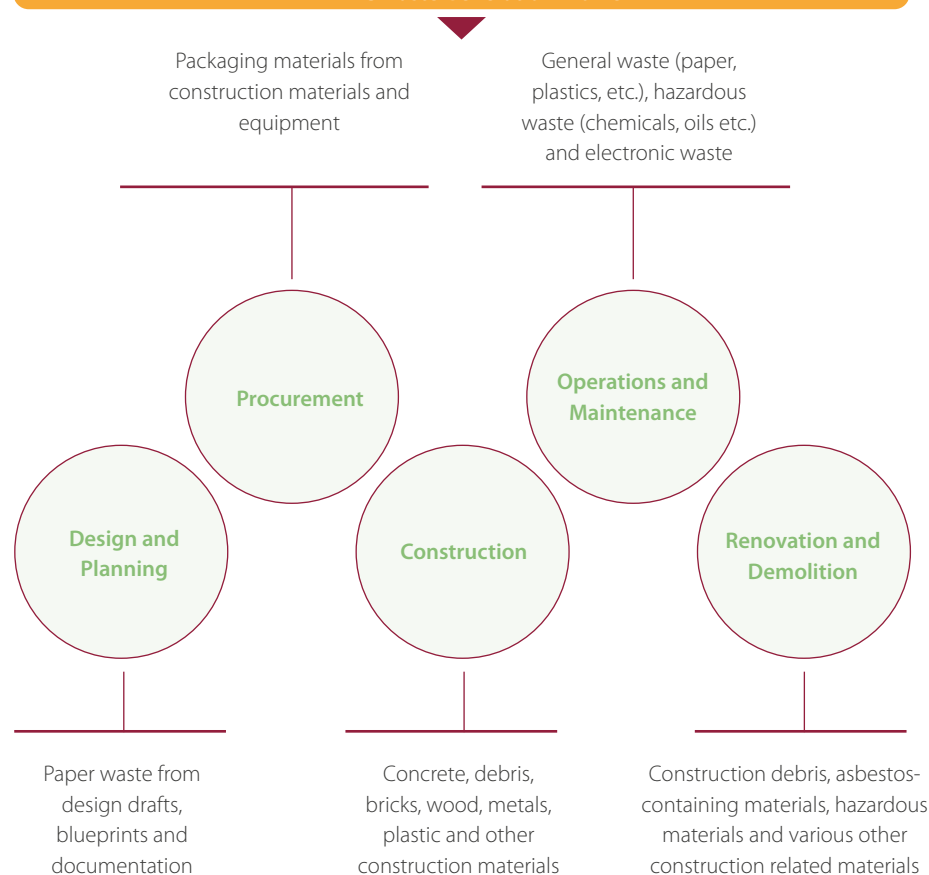 Packaging materials from
construction materials and
equipment
General waste (paper,
plastics, etc.), hazardous
waste (chemicals, oils etc.)
and electronic waste
Procurement
Operations and
Maintenance
Design and
Planning
Construction
Renovation and
Demolition
Paper waste from
design drafts,
blueprints and
documentation
Concrete, debris,
bricks, wood, metals,
plastic and other
construction materials
Construction debris, asbestos-
containing materials, hazardous
materials and various other
construction related materials